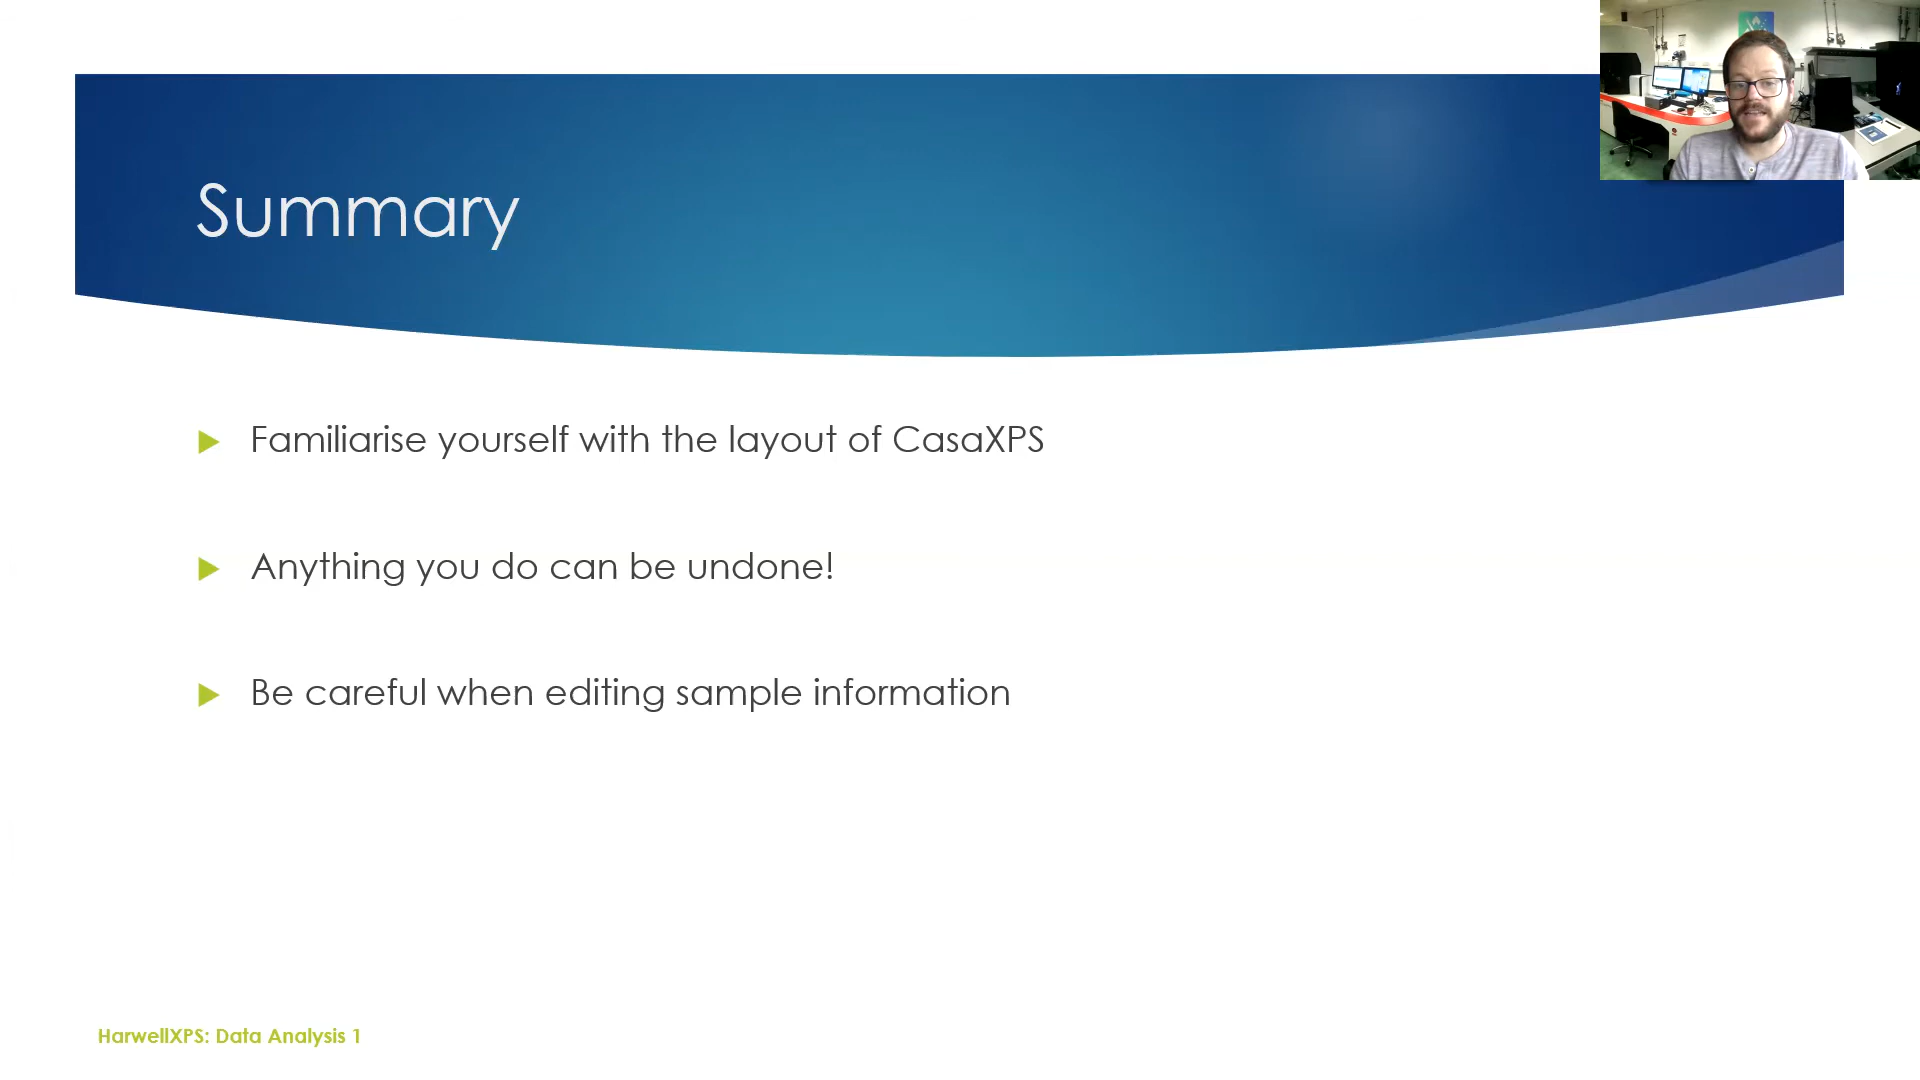 Summary
Familiarise yourself with the layout of CasaXPS
Anything you do can be undone!
Be careful when editing sample information
HarwellXPS: Data Analysis 1